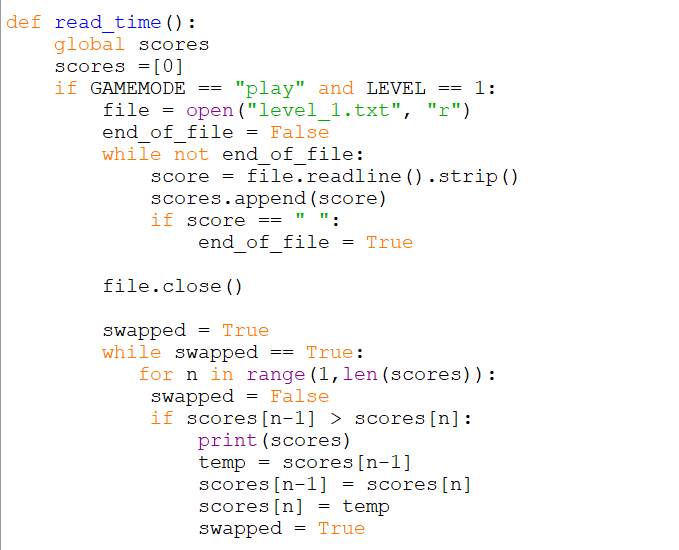 def read_time():
    global scores
    scores =[0]
    if GAMEMODE == "play" and LEVEL == 1:
        file = open("level_1.txt", "r")
        end_of_file = False
        while not end_of_file:
            score = file.readline().strip()
            scores.append(score)
            if score == " ":
                end_of_file = True

        file.close()

        swapped = True
        while swapped == True:
           for n in range(1,len(scores)):
            swapped = False
            if scores[n-1] > scores[n]:
                print(scores)
                temp = scores[n-1]
                scores[n-1] = scores[n]
                scores[n] = temp
                swapped = True